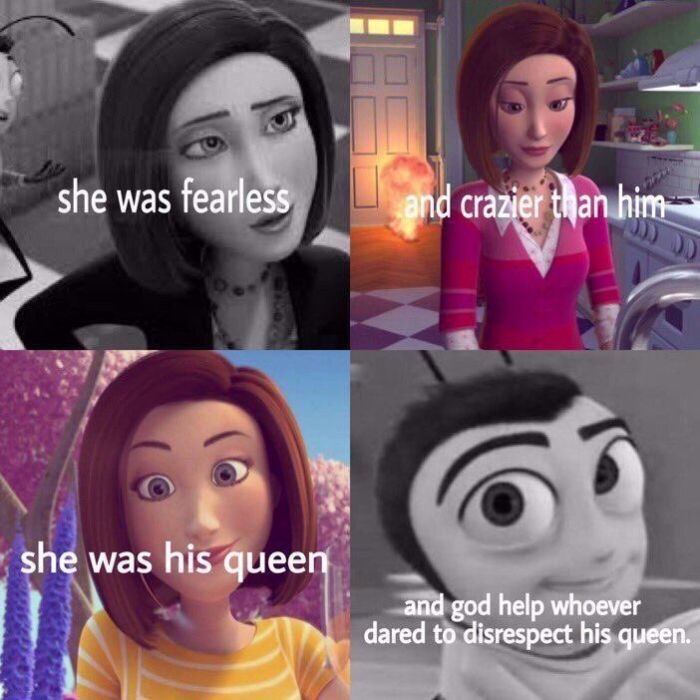 she was fearless
and crazier than him
she was his queen
and god help whoever
dared to disrespect his queen.